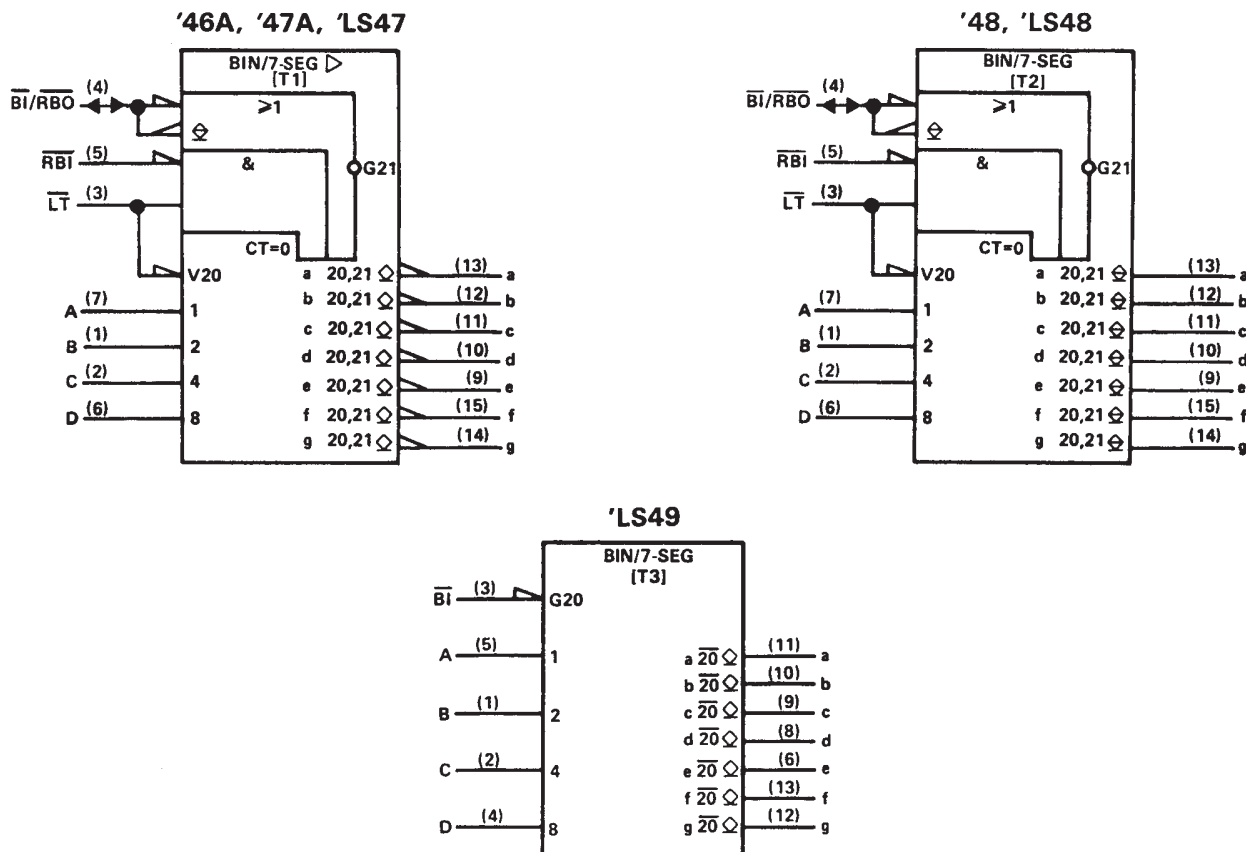 '46A, '47A, 'LS47
BIN/7-SEG ▷
[T1]
BI/RBO (4)
≥1
RBI (5)
&
G21
LT (3)
CT=0
V20
A (7) 1
B (1) 2
C (2) 4
D (6) 8
a 20,21 (13) a
b 20,21 (12) b
c 20,21 (11) c
d 20,21 (10) d
e 20,21 (9) e
f 20,21 (15) f
g 20,21 (14) g
'48, 'LS48
BIN/7-SEG
[T2]
BI/RBO (4)
≥1
RBI (5)
&
G21
LT (3)
CT=0
V20
A (7) 1
B (1) 2
C (2) 4
D (6) 8
a 20,21 (13) a
b 20,21 (12) b
c 20,21 (11) c
d 20,21 (10) d
e 20,21 (9) e
f 20,21 (15) f
g 20,21 (14) g
'LS49
BIN/7-SEG
[T3]
BI (3) G20
A (5) 1
B (1) 2
C (2) 4
D (4) 8
a 20 (11) a
b 20 (10) b
c 20 (9) c
d 20 (8) d
e 20 (6) e
f 20 (13) f
g 20 (12) g